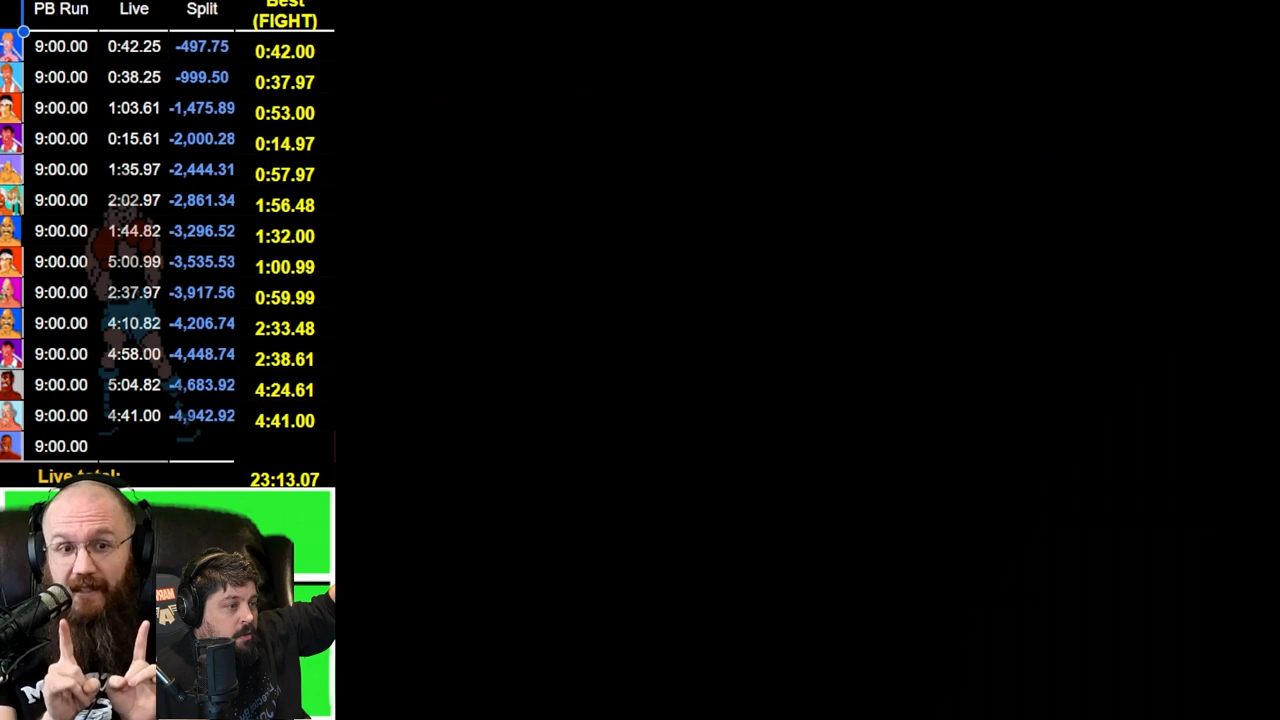 PB Run Live Split Best
(FIGHT)
9:00.00 0:42.25 -497.75 0:42.00
9:00.00 0:38.25 -999.50 0:37.97
9:00.00 1:03.61 -1,475.89 0:53.00
9:00.00 0:15.61 -2,000.28 0:14.97
9:00.00 1:35.97 -2,444.31 0:57.97
9:00.00 2:02.97 -2,861.34 1:56.48
9:00.00 1:44.82 -3,296.52 1:32.00
9:00.00 5:00.99 -3,535.53 1:00.99
9:00.00 2:37.97 -3,917.56 0:59.99
9:00.00 4:10.82 -4,206.74 2:33.48
9:00.00 4:58.00 -4,448.74 2:38.61
9:00.00 5:04.82 -4,683.92 4:24.61
9:00.00 4:41.00 -4,942.92 4:41.00
9:00.00
Live total: 23:13.07